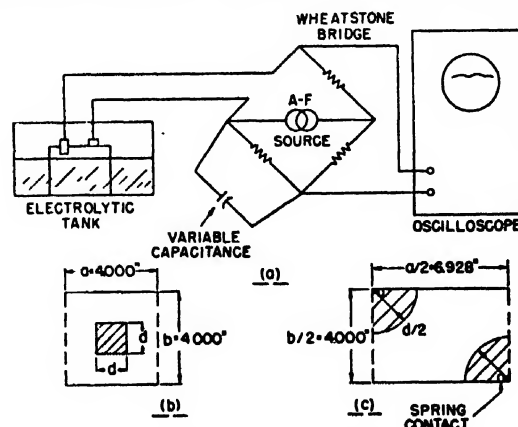 WHEATSTONE
BRIDGE
A-F
SOURCE
ELECTROLYTIC
TANK
VARIABLE
CAPACITANCE
OSCILLOSCOPE
(a)
a=4.000"
b=4.000"
d
d
(b)
a/2=6.928"
b/2=4.000"
d/2
(c)
SPRING
CONTACT